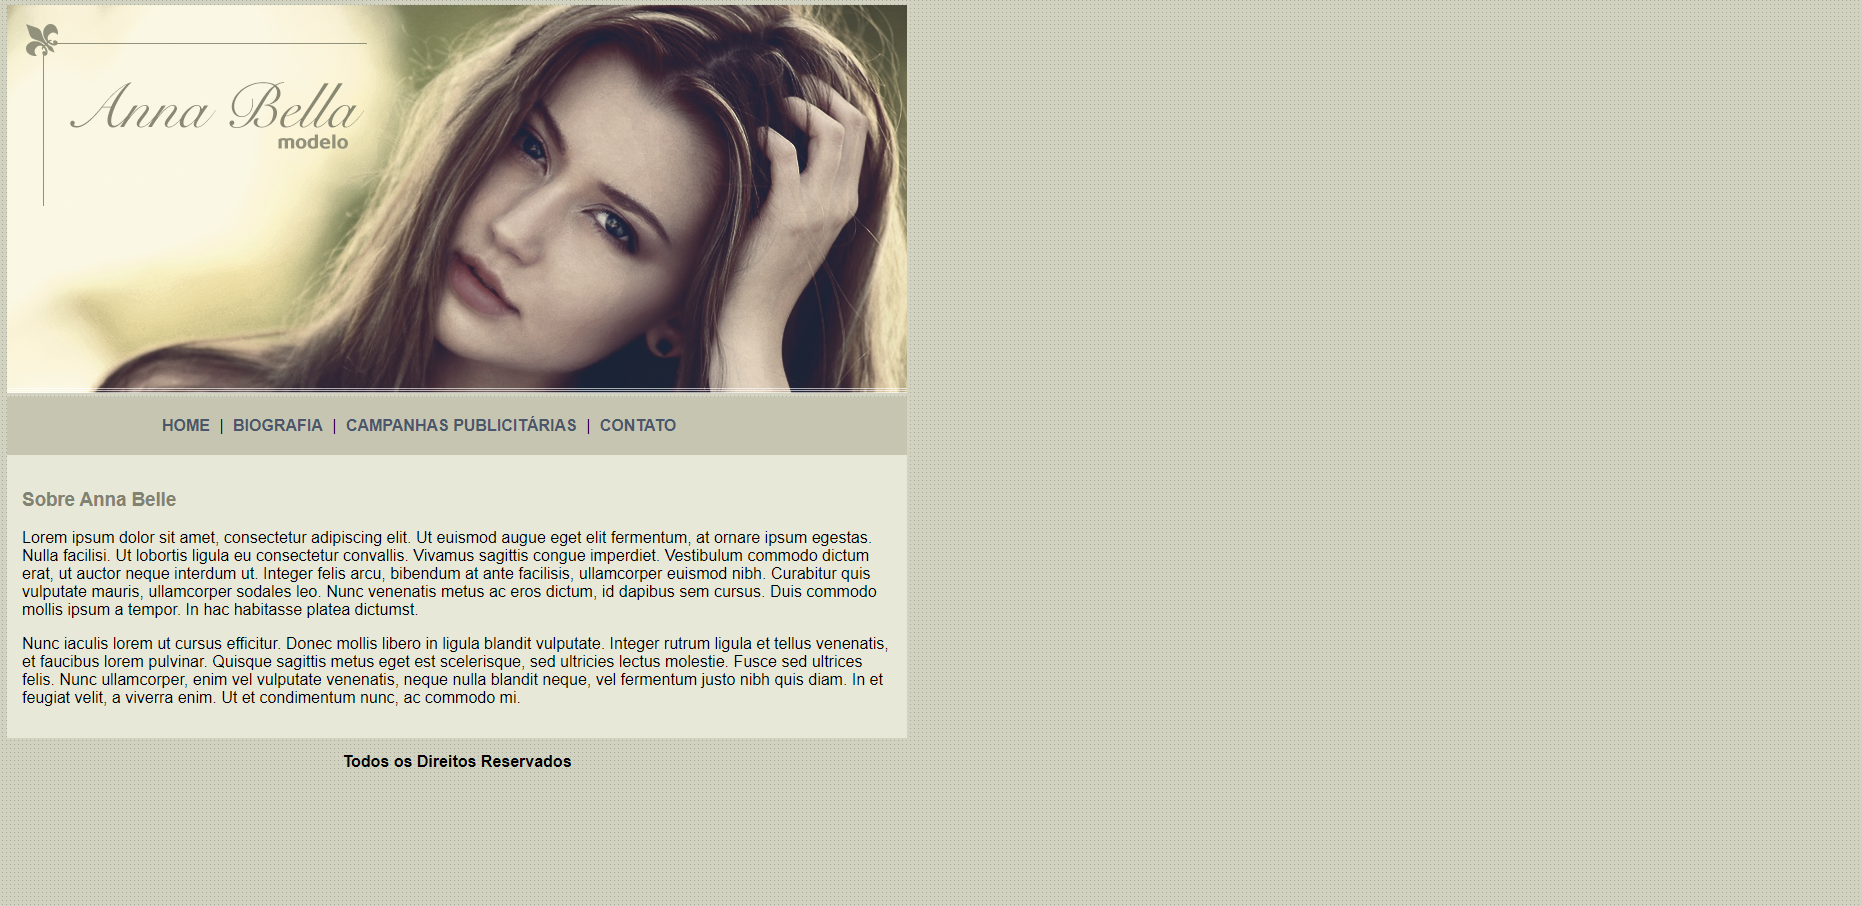 Anna Bella
modelo
HOME | BIOGRAFIA | CAMPANHAS PUBLICITÁRIAS | CONTATO
Sobre Anna Belle
Lorem ipsum dolor sit amet, consectetur adipiscing elit. Ut euismod augue eget elit fermentum, at ornare ipsum egestas.
Nulla facilisi. Ut lobortis ligula eu consectetur convallis. Vivamus sagittis congue imperdiet. Vestibulum commodo dictum
erat, ut auctor neque interdum ut. Integer felis arcu, bibendum at ante facilisis, ullamcorper euismod nibh. Curabitur quis
vulputate mauris, ullamcorper sodales leo. Nunc venenatis metus ac eros dictum, id dapibus sem cursus. Duis commodo
mollis ipsum a tempor. In hac habitasse platea dictumst.
Nunc iaculis lorem ut cursus efficitur. Donec mollis libero in ligula blandit vulputate. Integer rutrum ligula et tellus venenatis,
et faucibus lorem pulvinar. Quisque sagittis metus eget est scelerisque, sed ultricies lectus molestie. Fusce sed ultrices
felis. Nunc ullamcorper, enim vel vulputate venenatis, neque nulla blandit neque, vel fermentum justo nibh quis diam. In et
feugiat velit, a viverra enim. Ut et condimentum nunc, ac commodo mi.
Todos os Direitos Reservados